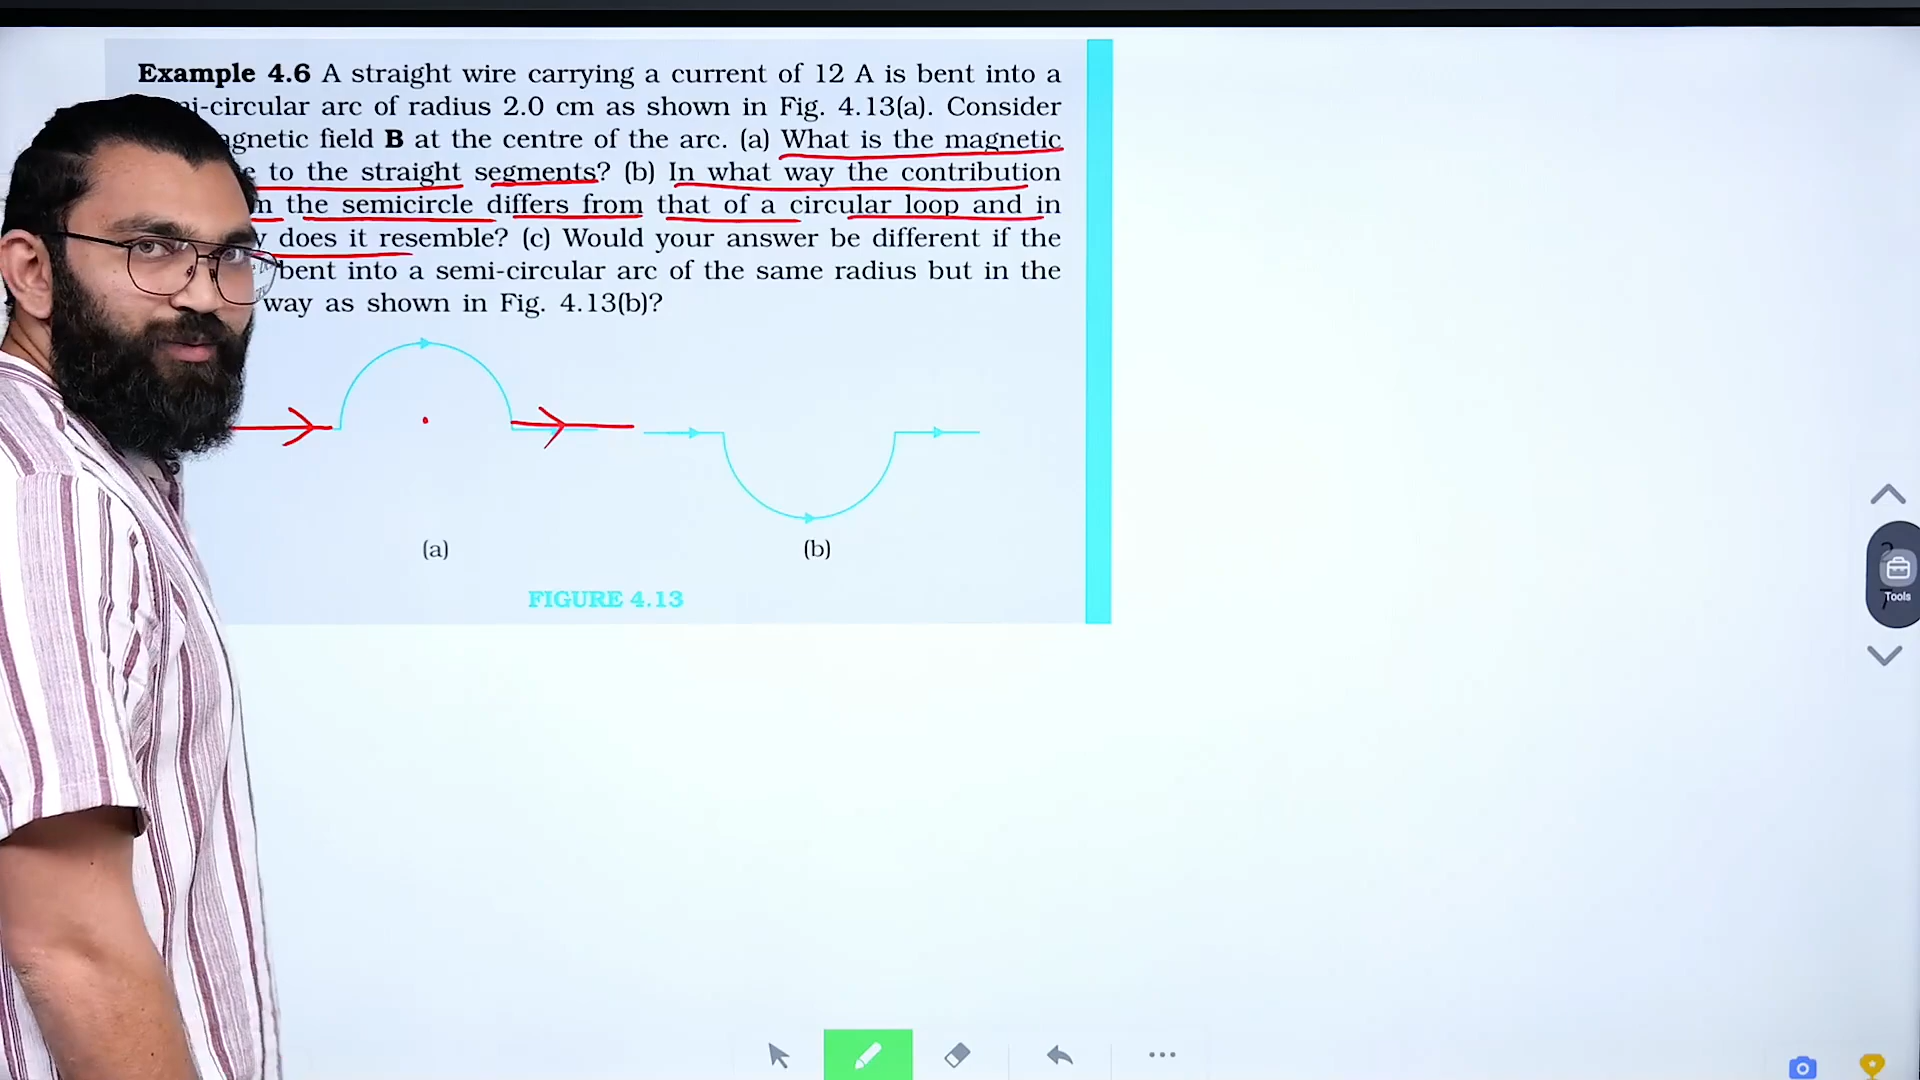 Example 4.6 A straight wire carrying a current of 12 A is bent into a
-circular arc of radius 2.0 cm as shown in Fig. 4.13(a). Consider
field B at the centre of the arc. (a) What is the magnetic
to the straight segments? (b) In what way the contribution
the semicircle differs from that of a circular loop and in
does it resemble? (c) Would your answer be different if the
bent into a semi-circular arc of the same radius but in the
way as shown in Fig. 4.13(b)?
(a)
(b)
FIGURE 4.13
Tools